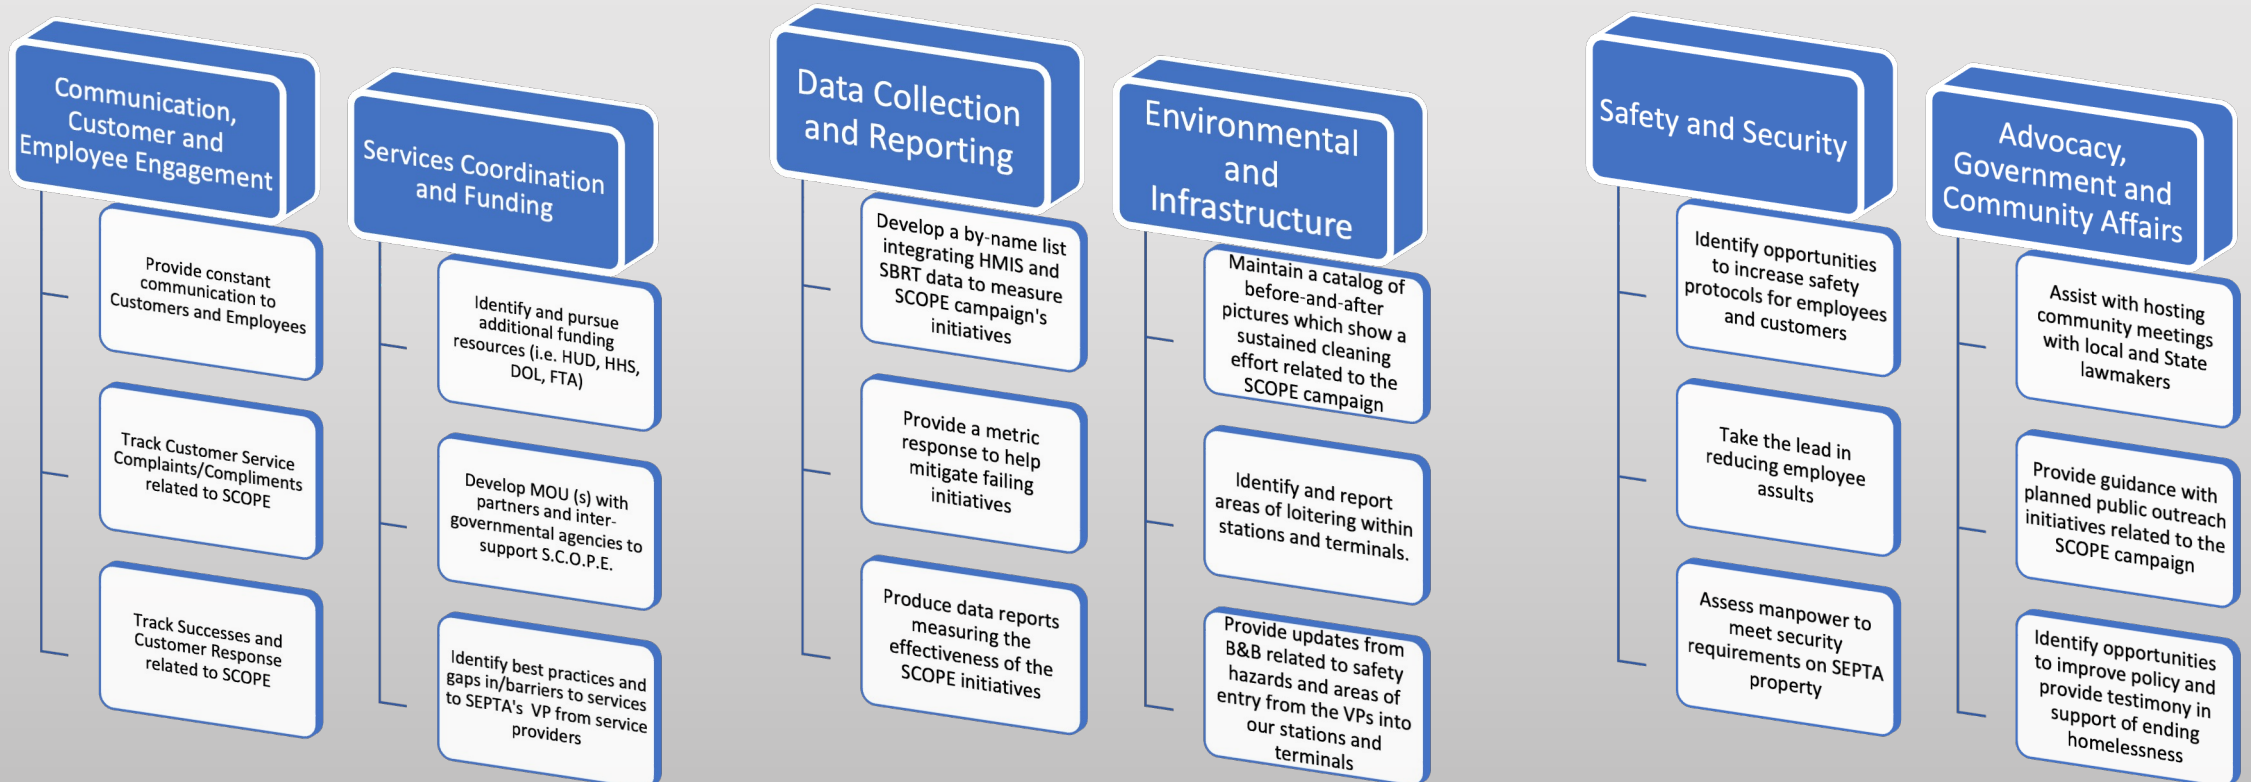 Communication,
Customer and
Employee Engagement
Provide constant
communication to
Customers and Employees
Track Customer Service
Complaints/Compliments
related to SCOPE
Track Successes and
Customer Response
related to SCOPE
Services Coordination
and Funding
Identify and pursue
additional funding
resources (i.e. HUD, HHS,
DOL, FTA)
Develop MOU (s) with
partners and inter-
governmental agencies to
support S.C.O.P.E.
Identify best practices and
gaps in/barriers to services
to SEPTA's VP from service
providers
Data Collection
and Reporting
Develop a by-name list
integrating HMIS and
SBRT data to measure
SCOPE campaign's
initiatives
Provide a metric
response to help
mitigate failing
initiatives
Produce data reports
measuring the
effectiveness of the
SCOPE initiatives
Environmental
and
Infrastructure
Maintain a catalog of
before-and-after
pictures which show a
sustained cleaning
effort related to the
SCOPE campaign
Identify and report
areas of loitering within
stations and terminals.
Provide updates from
B&B related to safety
hazards and areas of
entry from the VPs into
our stations and
terminals
Safety and Security
Identify opportunities
to increase safety
protocols for employees
and customers
Take the lead in
reducing employee
assults
Assess manpower to
meet security
requirements on SEPTA
property
Advocacy,
Government and
Community Affairs
Assist with hosting
community meetings
with local and State
lawmakers
Provide guidance with
planned public outreach
initiatives related to the
SCOPE campaign
Identify opportunities
to improve policy and
provide testimony in
support of ending
homelessness